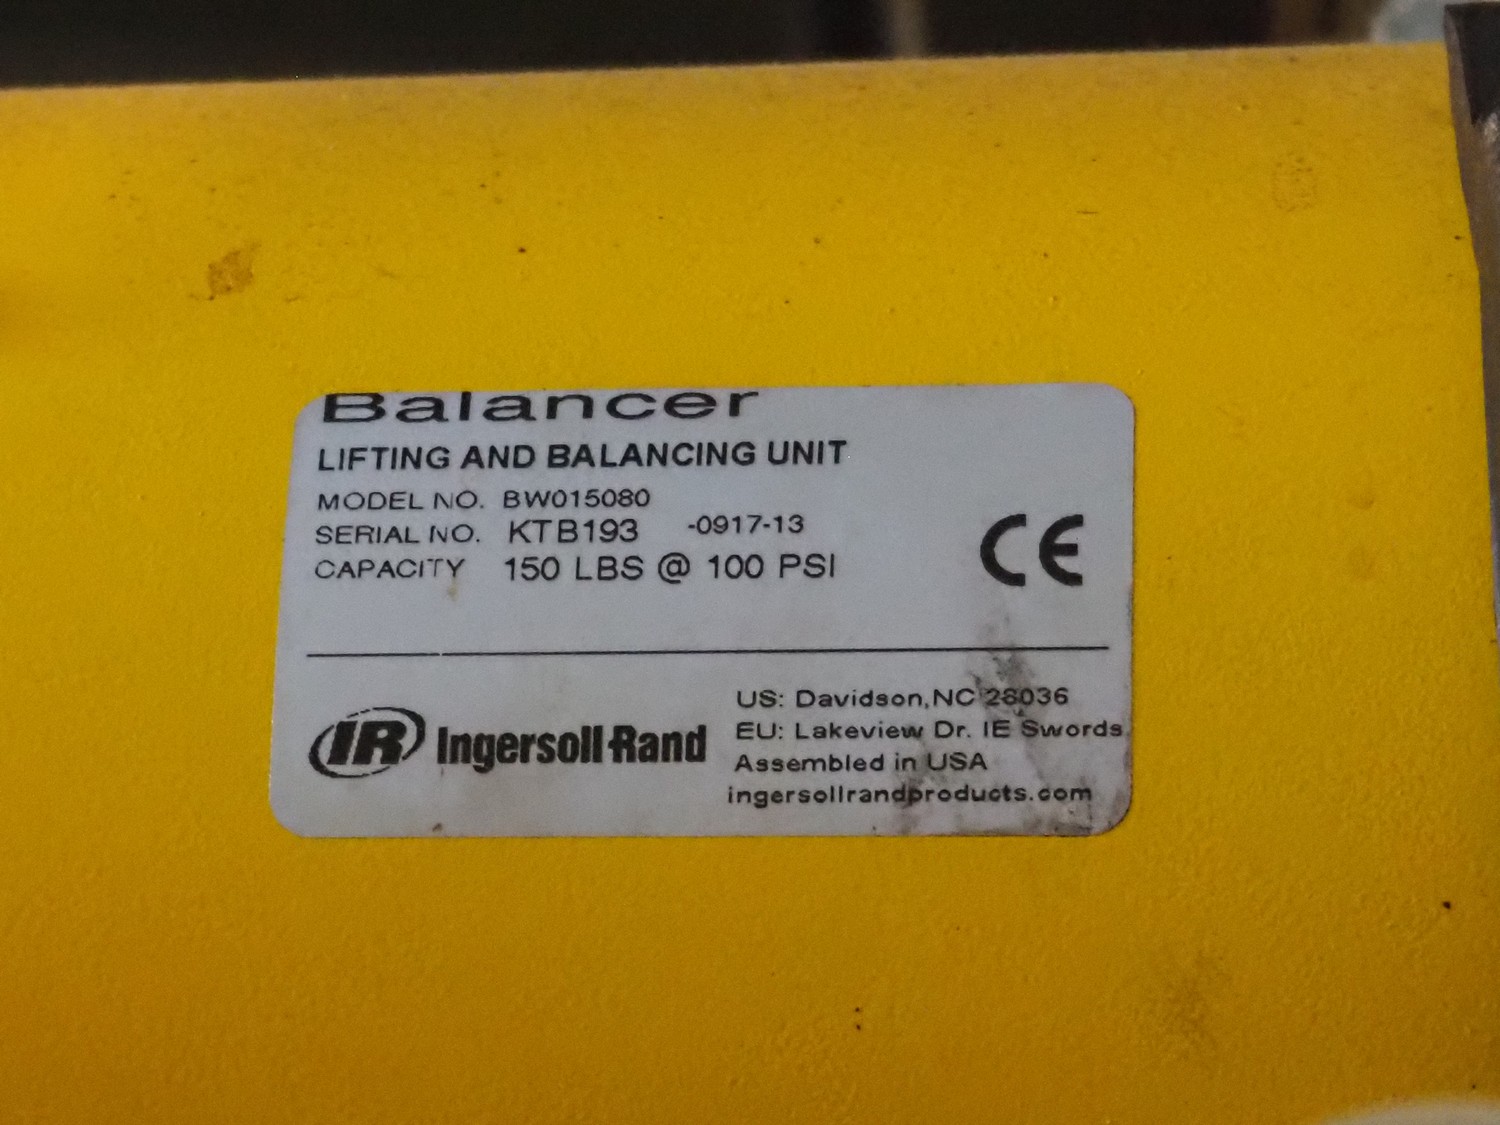 Balancer
LIFTING AND BALANCING UNIT
MODEL NO. BW015080
SERIAL NO. KTB193 -0917-13
CAPACITY 150 LBS @ 100 PSI
CE
IR Ingersoll-Rand
US: Davidson, NC 28036
EU: Lakeview Dr. IE Swords
Assembled in USA
ingersollrandproducts.com